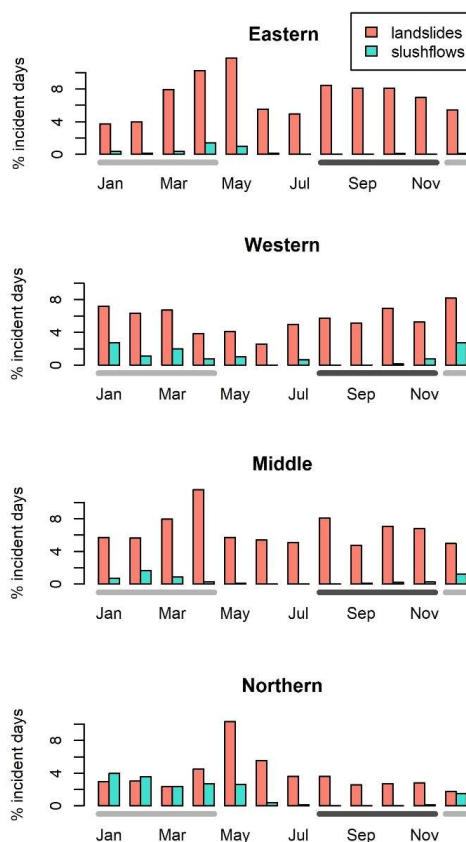 Eastern
landslides
slushflows
% incident days
8
4
0
Jan Mar May Jul Sep Nov
Western
% incident days
8
4
0
Jan Mar May Jul Sep Nov
Middle
% incident days
8
4
0
Jan Mar May Jul Sep Nov
Northern
% incident days
8
4
0
Jan Mar May Jul Sep Nov